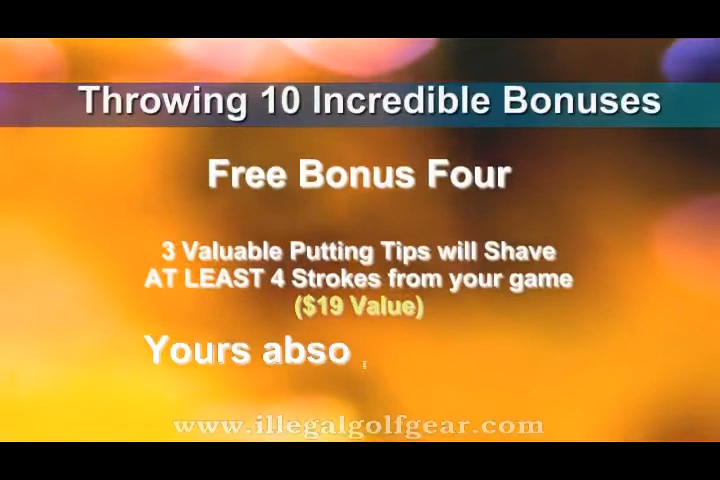 Throwing 10 Incredible Bonuses
Free Bonus Four
3 Valuable Putting Tips will Shave
AT LEAST 4 Strokes from your game
($19 Value)
Yours abso
www.illegalgolfgear.com